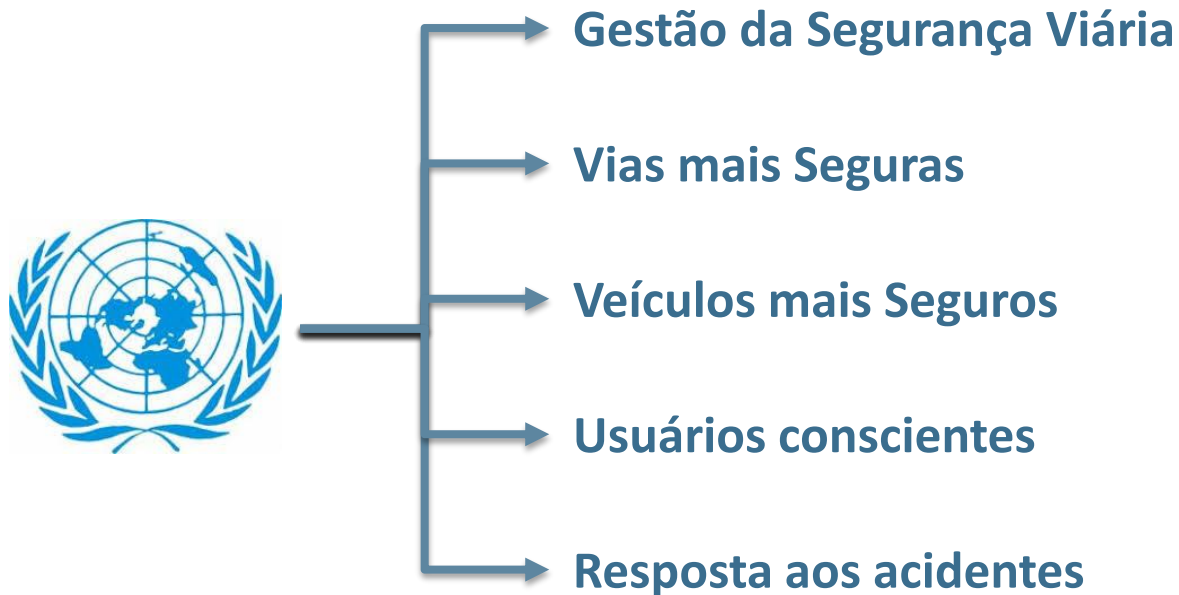 Gestão da Segurança Viária
Vias mais Seguras
Veículos mais Seguros
Usuários conscientes
Resposta aos acidentes